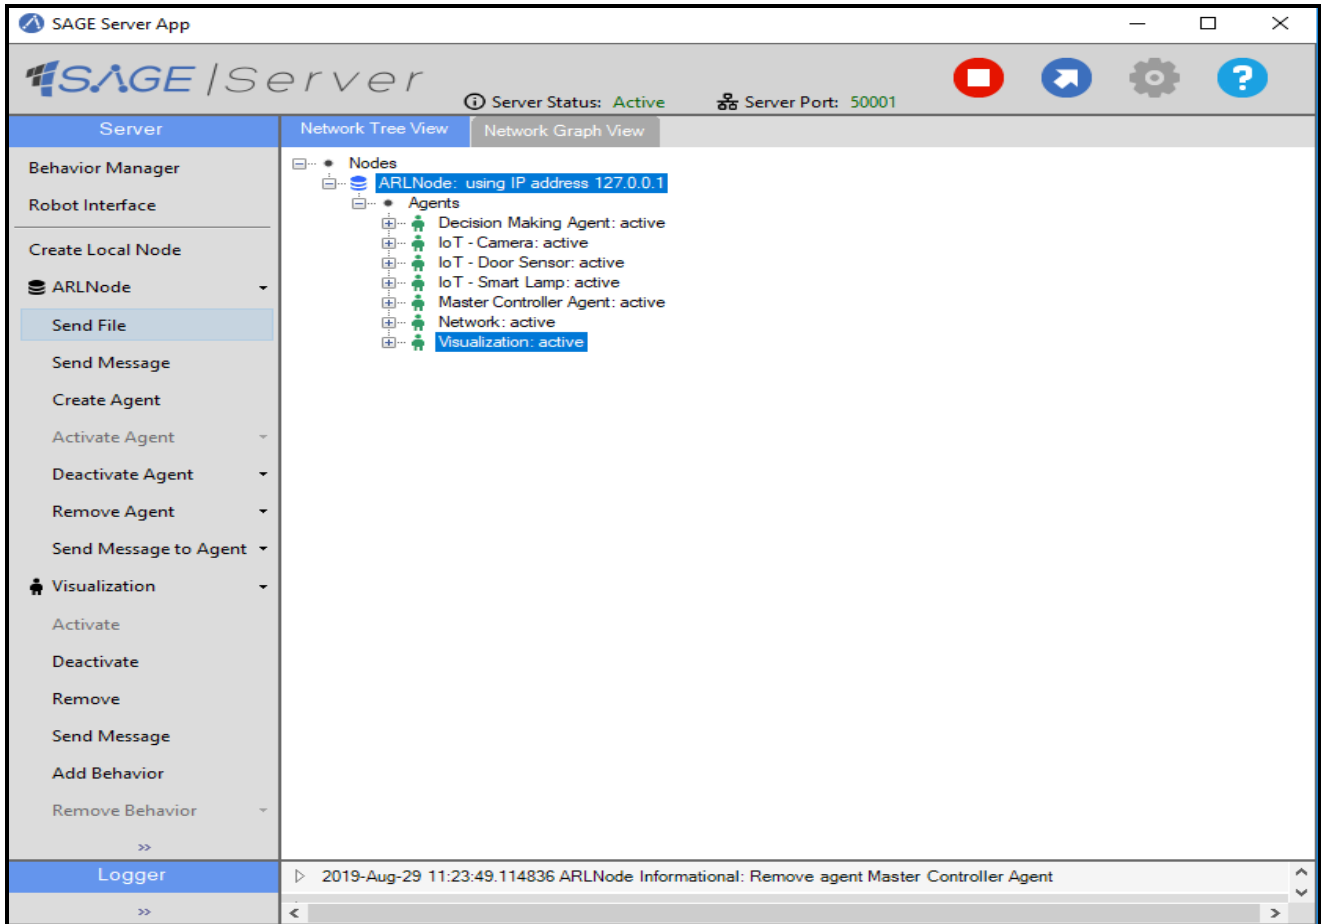 SAGE Server App
SAGE | Server
Server Status: Active
Server Port: 50001
Server
Network Tree View
Network Graph View
Behavior Manager
Robot Interface
Create Local Node
ARLNode
Send File
Send Message
Create Agent
Activate Agent
Deactivate Agent
Remove Agent
Send Message to Agent
Visualization
Activate
Deactivate
Remove
Send Message
Add Behavior
Remove Behavior
>>
Nodes
ARLNode: using IP address 127.0.0.1
Agents
Decision Making Agent: active
IoT - Camera: active
IoT - Door Sensor: active
IoT - Smart Lamp: active
Master Controller Agent: active
Network: active
Visualization: active
Logger
>>
2019-Aug-29 11:23:49.114836 ARLNode Informational: Remove agent Master Controller Agent